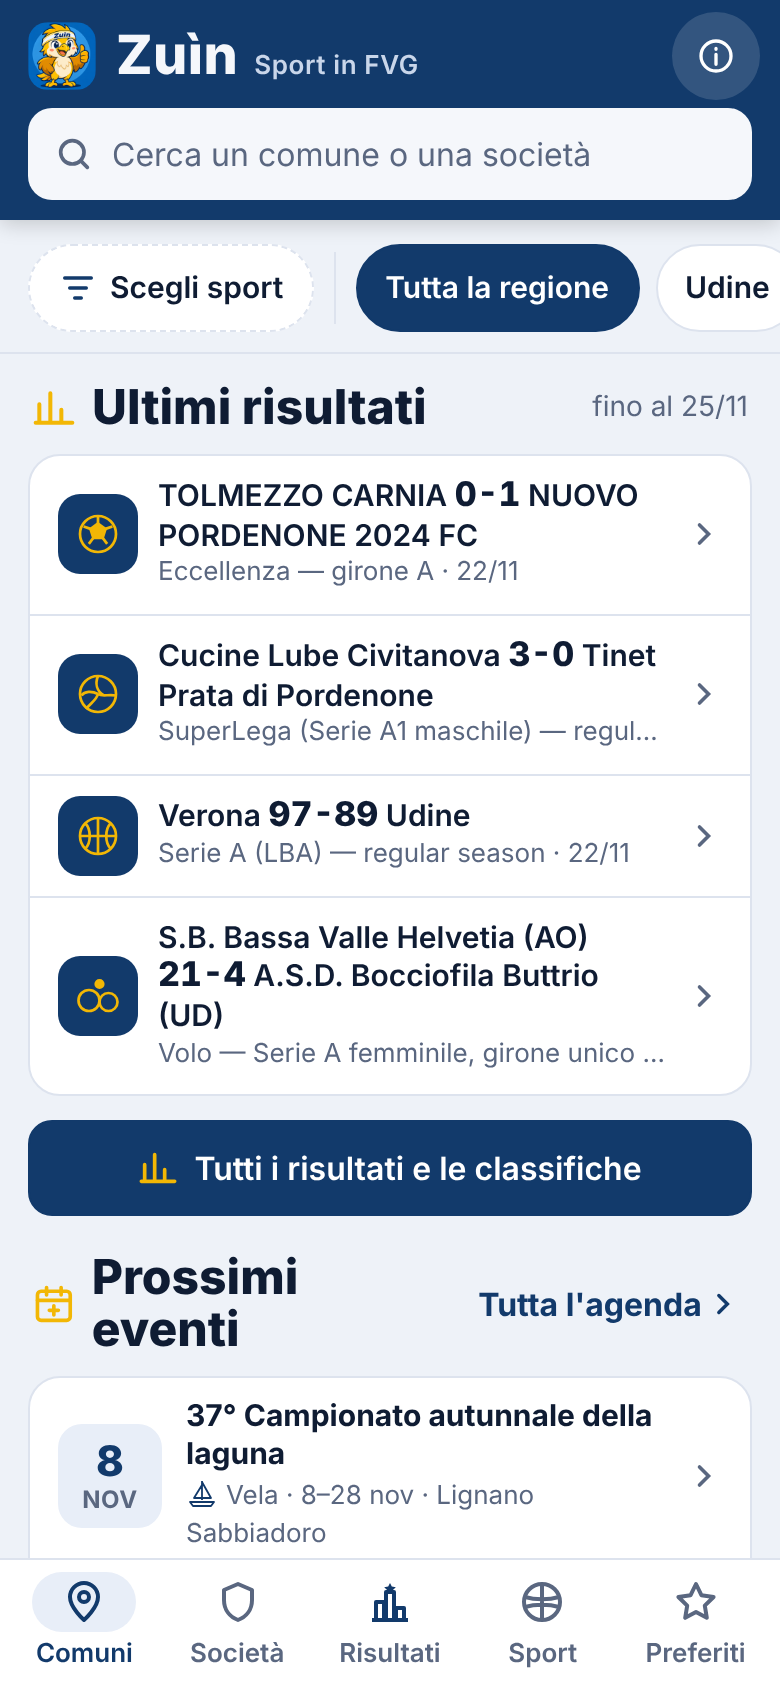 Zuìn
Zuìn Sport in FVG
Cerca un comune o una società
Scegli sport
Tutta la regione
Udine
Ultimi risultati
fino al 25/11
TOLMEZZO CARNIA 0-1 NUOVO
PORDENONE 2024 FC
Eccellenza — girone A · 22/11
Cucine Lube Civitanova 3-0 Tinet
Prata di Pordenone
SuperLega (Serie A1 maschile) — regul...
Verona 97-89 Udine
Serie A (LBA) — regular season · 22/11
S.B. Bassa Valle Helvetia (AO)
21-4 A.S.D. Bocciofila Buttrio
(UD)
Volo — Serie A femminile, girone unico ...
Tutti i risultati e le classifiche
Prossimi
eventi
Tutta l'agenda
8
NOV
37° Campionato autunnale della
laguna
Vela · 8–28 nov · Lignano
Sabbiadoro
Comuni
Società
Risultati
Sport
Preferiti